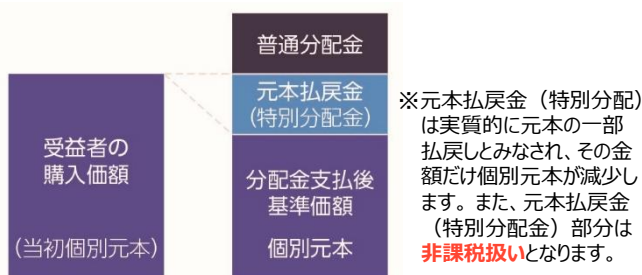 普通分配金
元本払戻金
(特別分配金)
受益者の
購入価額
(当初個別元本)
分配金支払後
基準価額
個別元本
※元本払戻金（特別分配）
は実質的に元本の一部
払戻しとみなされ、その金
額だけ個別元本が減少し
ます。また、元本払戻金
（特別分配金）部分は
非課税扱いとなります。